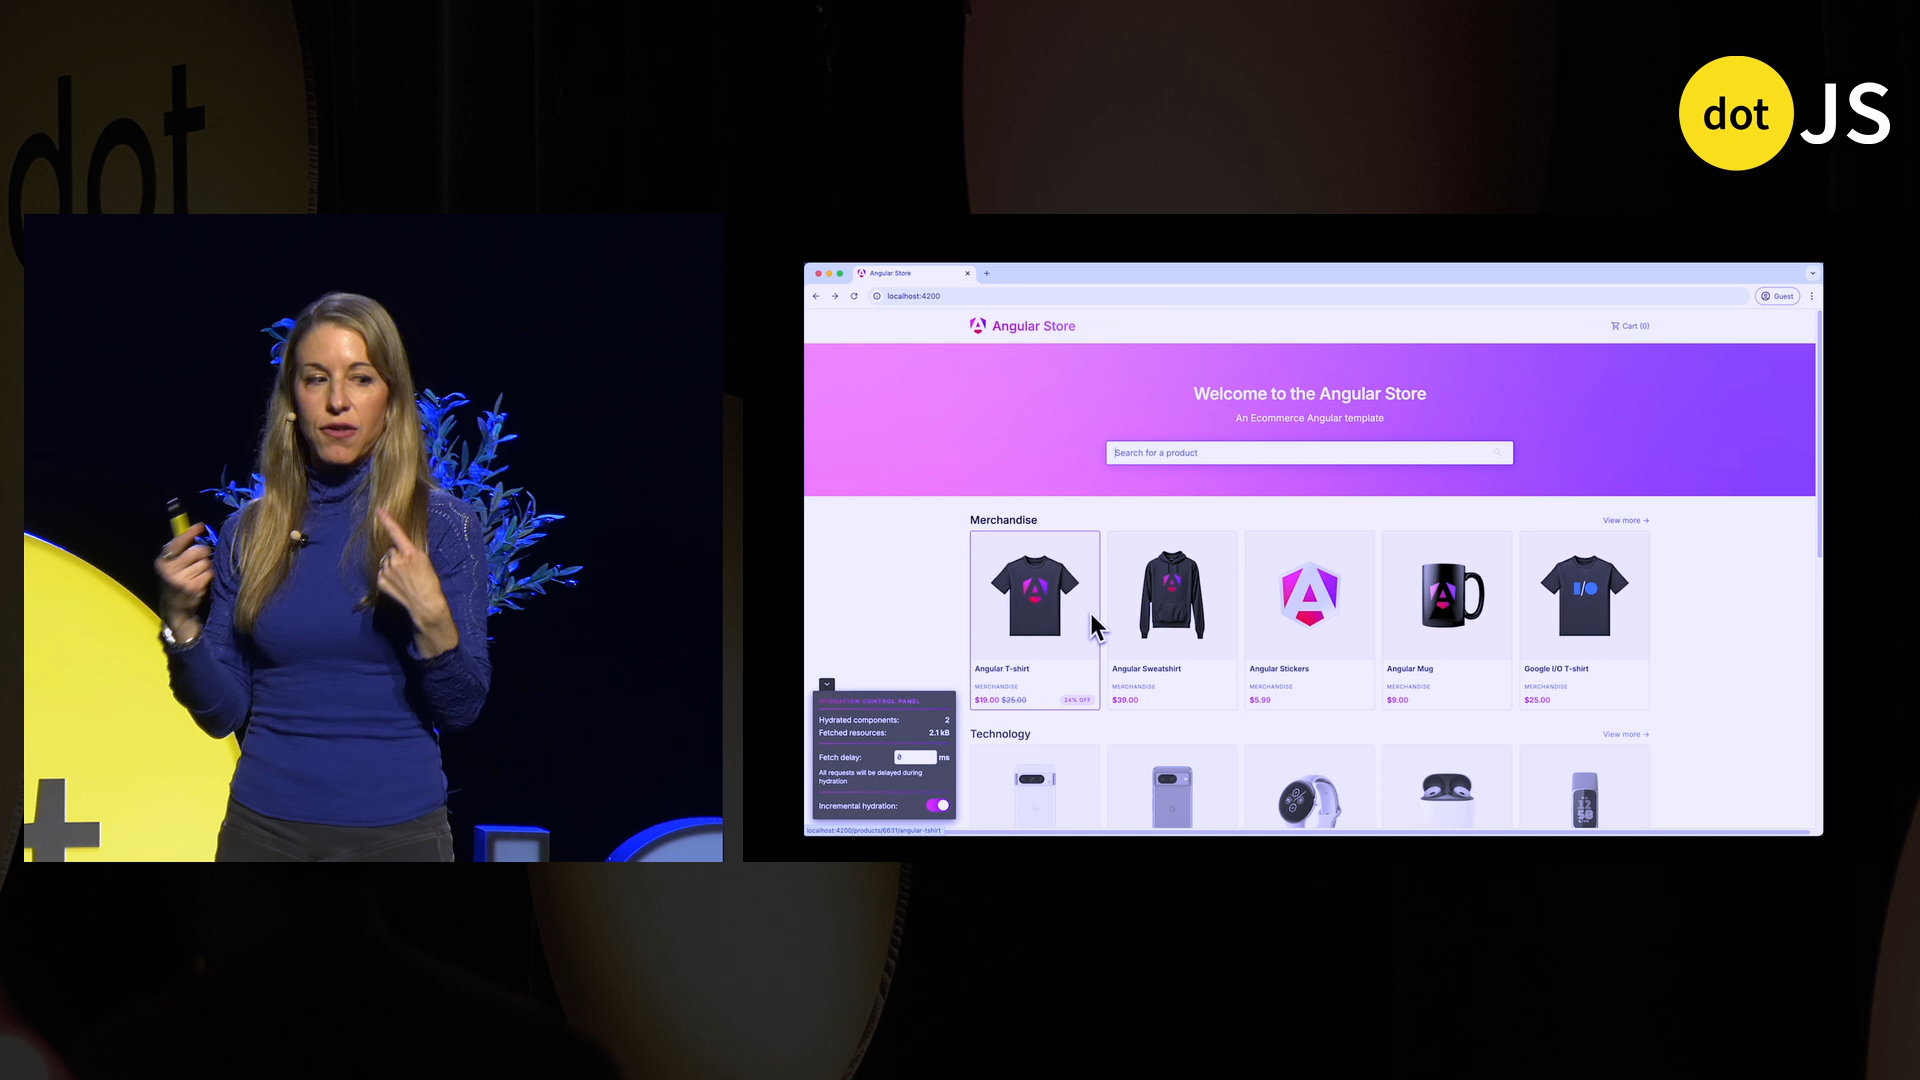 dot
dot JS
Angular Store
localhost:4200
Guest
Angular Store
Cart (0)
Welcome to the Angular Store
An Ecommerce Angular template
Search for a product
Merchandise
View more →
I/O
Angular T-shirt
MERCHANDISE
$19.00 $25.00
24% OFF
Angular Sweatshirt
MERCHANDISE
$39.00
Angular Stickers
MERCHANDISE
$5.99
Angular Mug
MERCHANDISE
$9.00
Google I/O T-shirt
MERCHANDISE
$25.00
HYDRATION CONTROL PANEL
Hydrated components: 2
Fetched resources: 2.1 kB
Fetch delay: 0 ms
All requests will be delayed during
hydration
Incremental hydration:
Technology
View more →
12
58
localhost:4200/products/6631/angular-tshirt
t